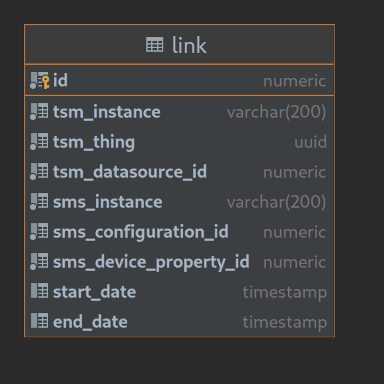 link
id numeric
tsm_instance varchar(200)
tsm_thing uuid
tsm_datasource_id numeric
sms_instance varchar(200)
sms_configuration_id numeric
sms_device_property_id numeric
start_date timestamp
end_date timestamp